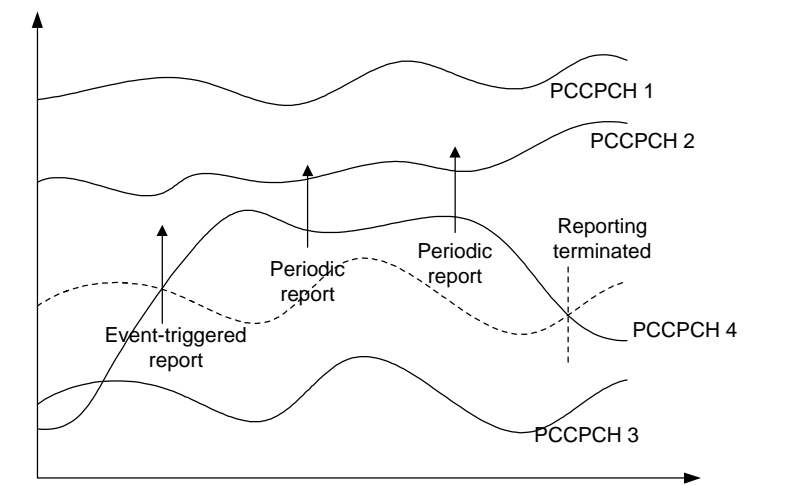 PCCPCH 1
PCCPCH 2
Reporting
terminated
Periodic
report
Periodic
report
Event-triggered
report
PCCPCH 4
PCCPCH 3